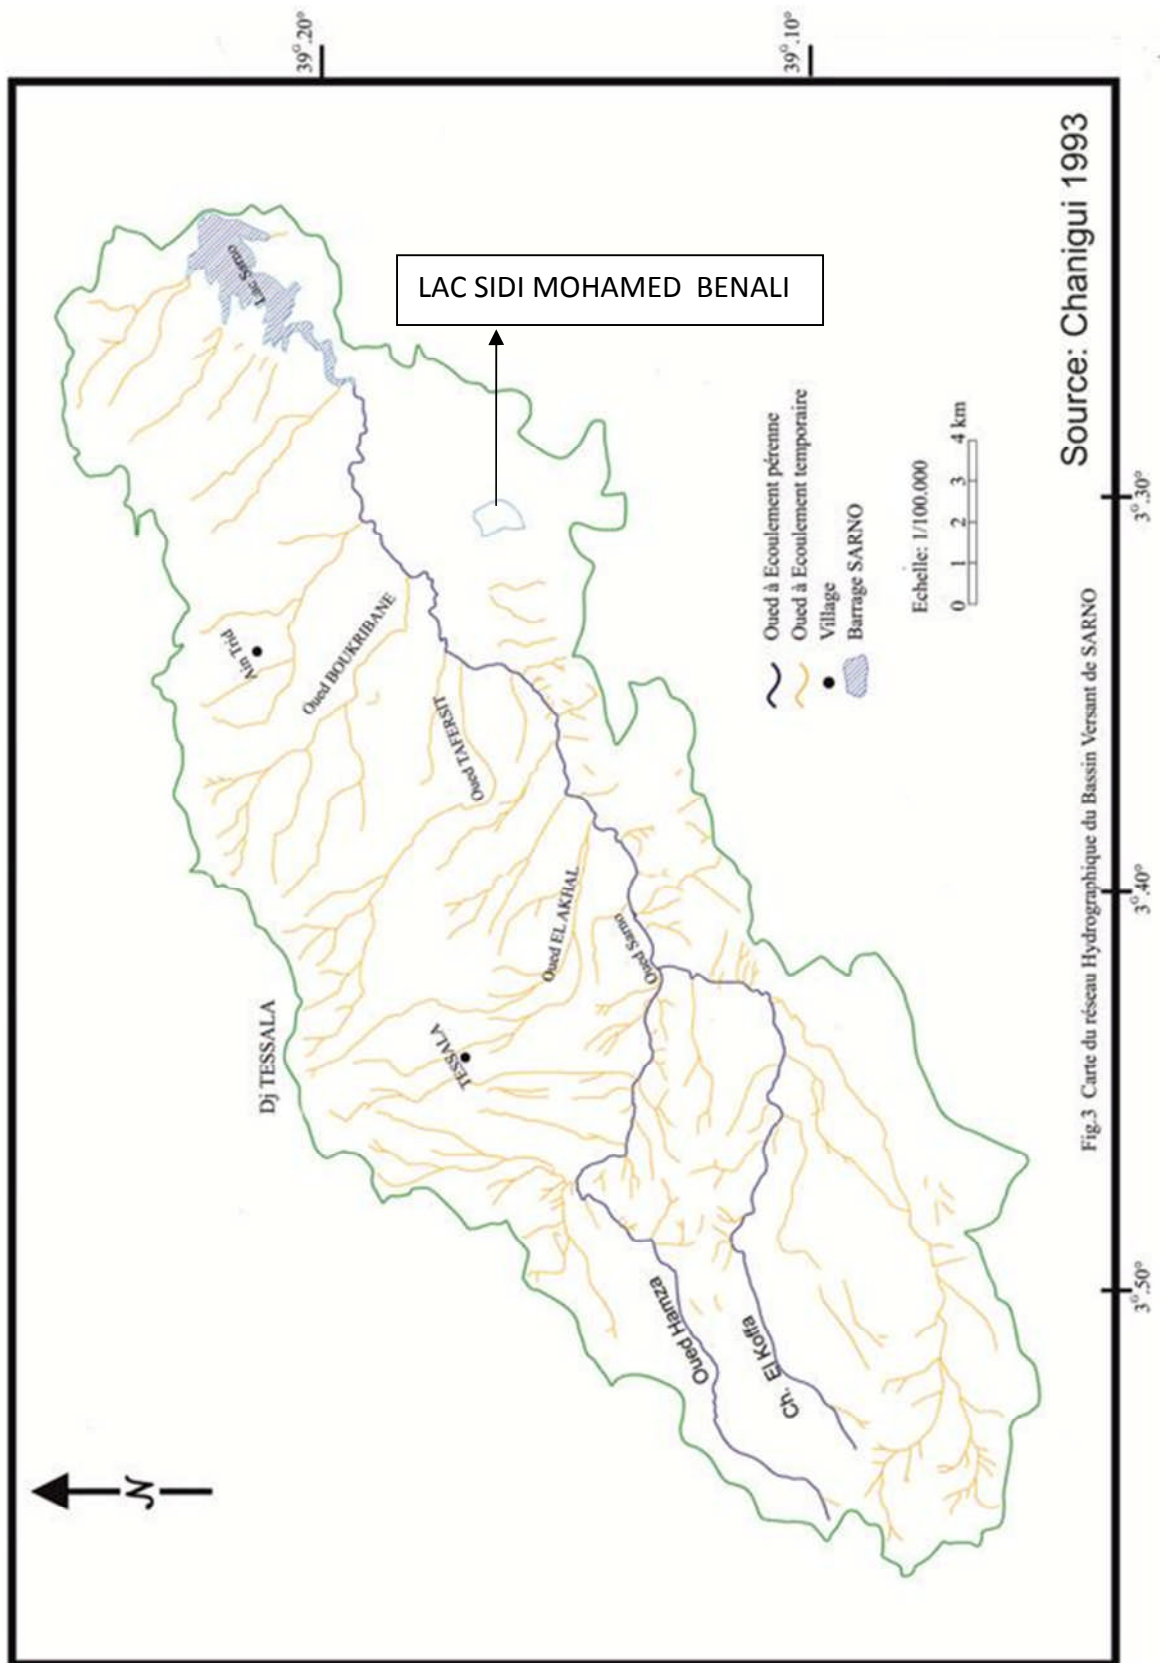 39°.20°
39°.10°
LAC SIDI MOHAMED BENALI
Lac Sarno
Ain Trid
Oued BOUKRIBANE
Oued TAFERSIT
Oued EL AKHAL
Oued Sarno
TESSALA
Dj TESSALA
Oued Hamza
Ch. El Koffa
N
Oued à Ecoulement pérenne
Oued à Ecoulement temporaire
Village
Barrage SARNO
Echelle: 1/100.000
0 1 2 3 4 km
Source: Chanigui 1993
Fig.3 Carte du réseau Hydrographique du Bassin Versant de SARNO
3°.30°
3°.40°
3°.50°